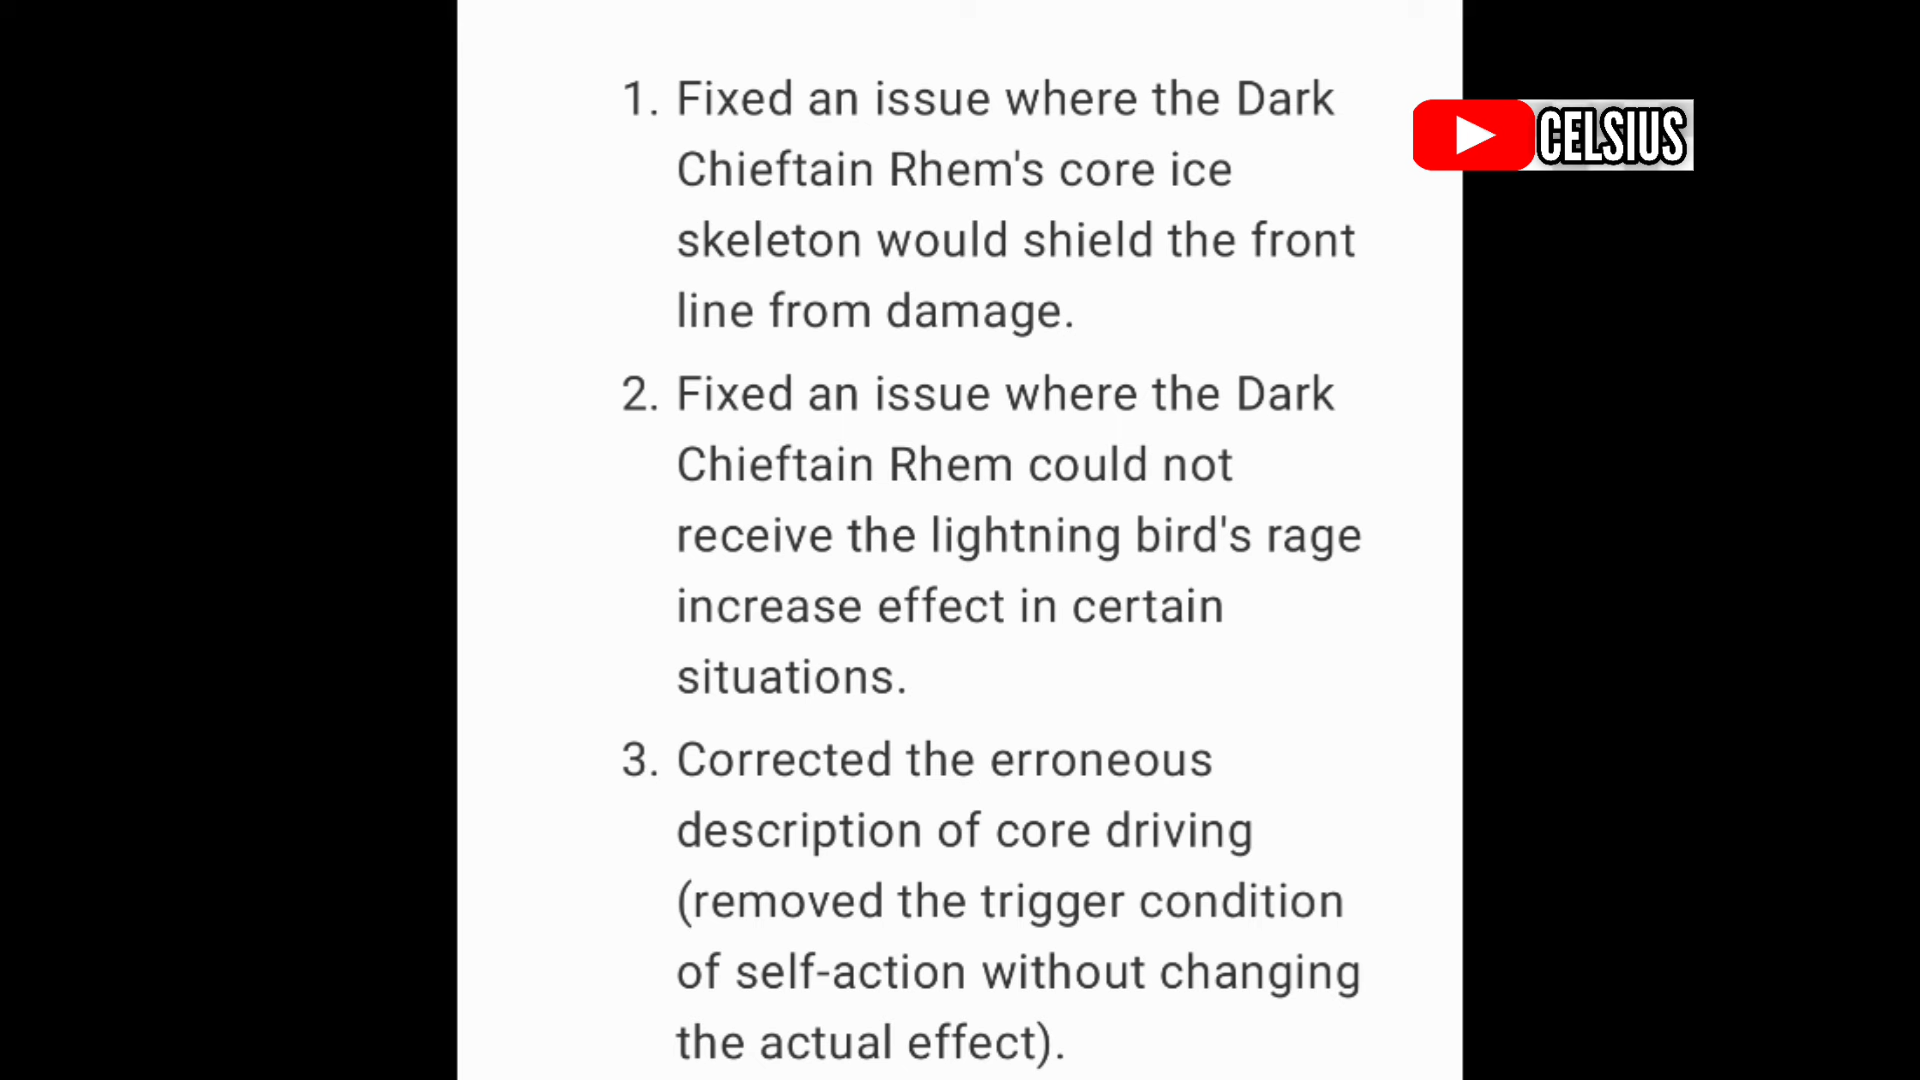 1. Fixed an issue where the Dark
Chieftain Rhem's core ice
skeleton would shield the front
line from damage.
2. Fixed an issue where the Dark
Chieftain Rhem could not
receive the lightning bird's rage
increase effect in certain
situations.
3. Corrected the erroneous
description of core driving
(removed the trigger condition
of self-action without changing
the actual effect).
CELSIUS